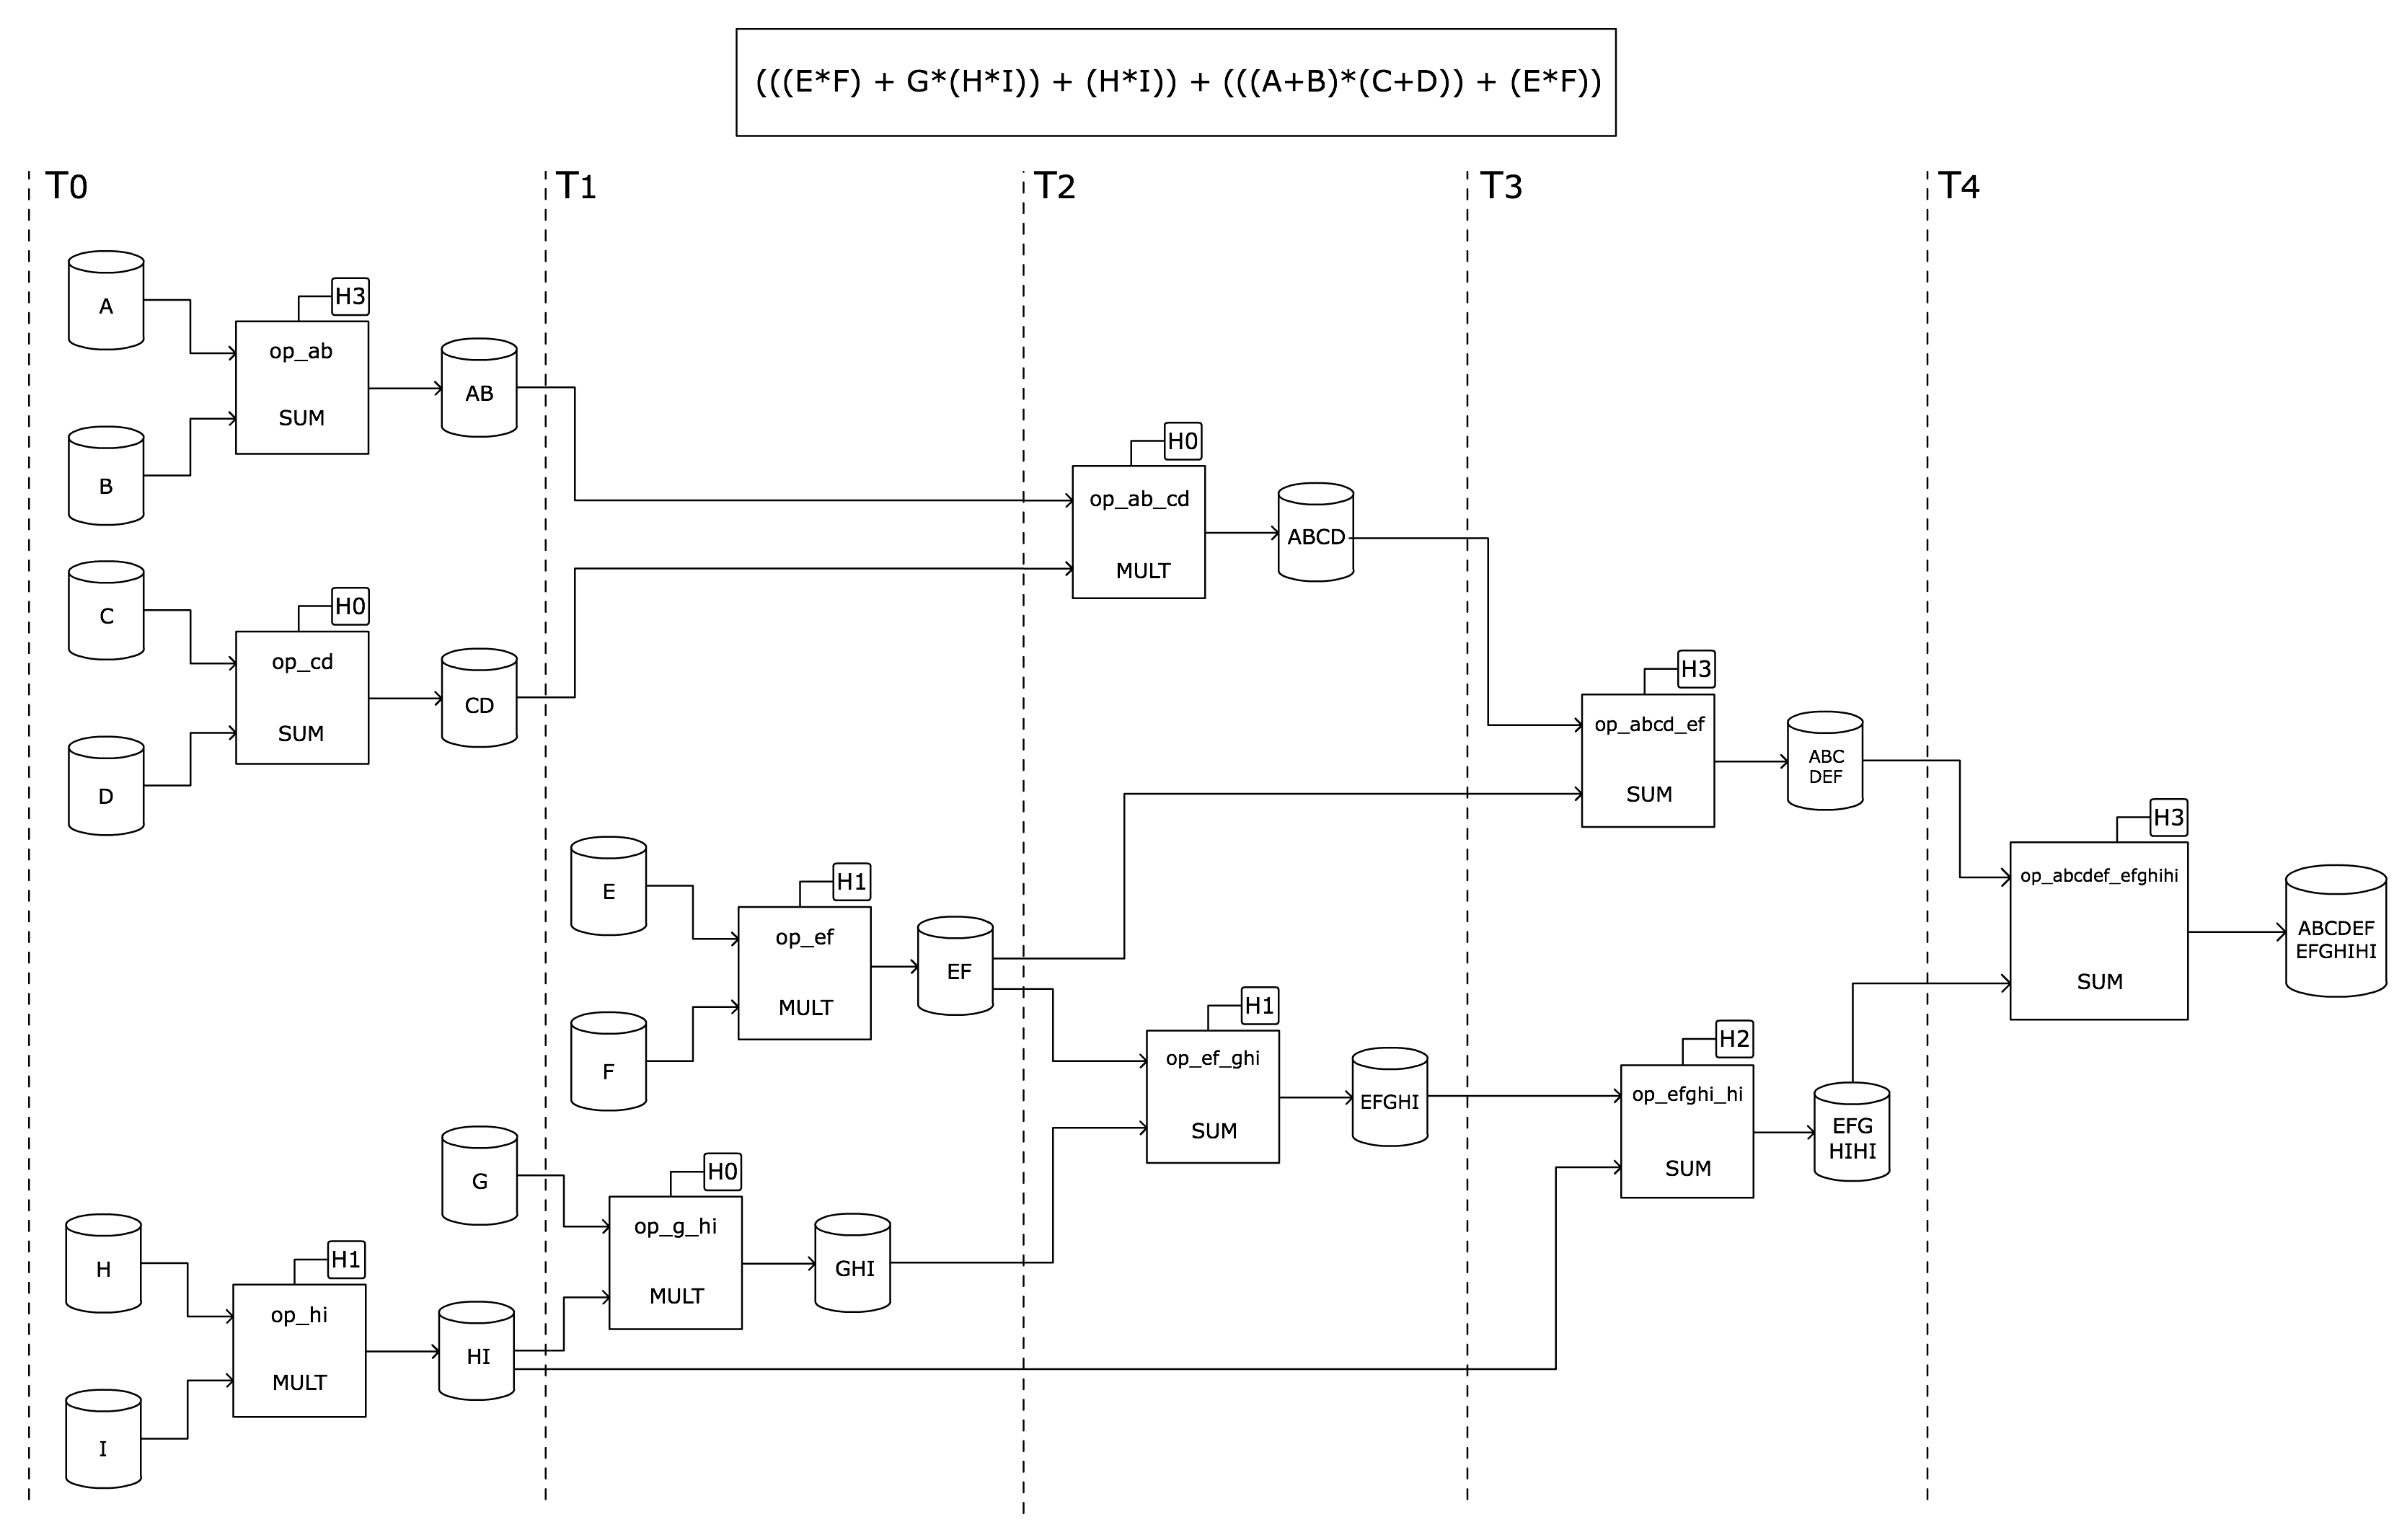 (((E*F) + G*(H*I)) + (H*I)) + (((A+B)*(C+D)) + (E*F))
T0
T1
T2
T3
T4
A
B
H3
op_ab
SUM
AB
C
D
H0
op_cd
SUM
CD
H0
op_ab_cd
MULT
ABCD
E
F
H1
op_ef
MULT
EF
H3
op_abcd_ef
SUM
ABC
DEF
G
H0
op_g_hi
MULT
GHI
H1
op_ef_ghi
SUM
EFGHI
H
I
H1
op_hi
MULT
HI
H2
op_efghi_hi
SUM
EFG
HIHI
H3
op_abcdef_efghihi
SUM
ABCDEF
EFGHIHI